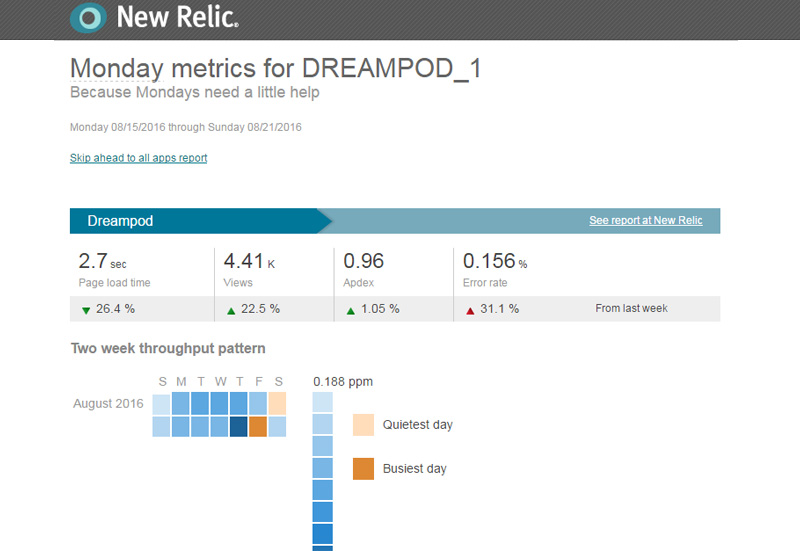 New Relic.
Monday metrics for DREAMPOD_1
Because Mondays need a little help
Monday 08/15/2016 through Sunday 08/21/2016
Skip ahead to all apps report
Dreampod See report at New Relic
2.7 sec 4.41 K 0.96 0.156 %
Page load time Views Apdex Error rate
26.4 % 22.5 % 1.05 % 31.1 % From last week
Two week throughput pattern
S M T W T F S 0.188 ppm
August 2016
Quietest day
Busiest day